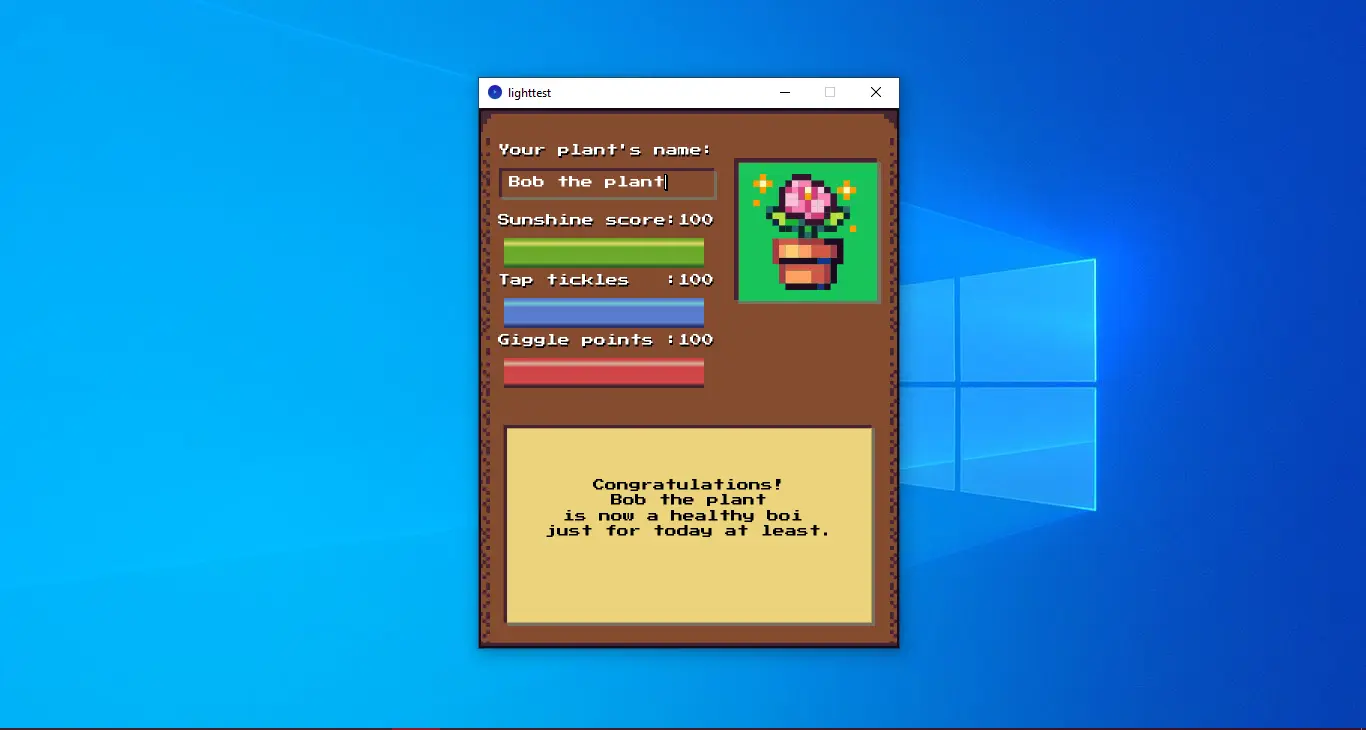 lighttest
Your plant's name:
Bob the plant
Sunshine score:100
Tap tickles :100
Giggle points :100
Congratulations!
Bob the plant
is now a healthy boi
just for today at least.